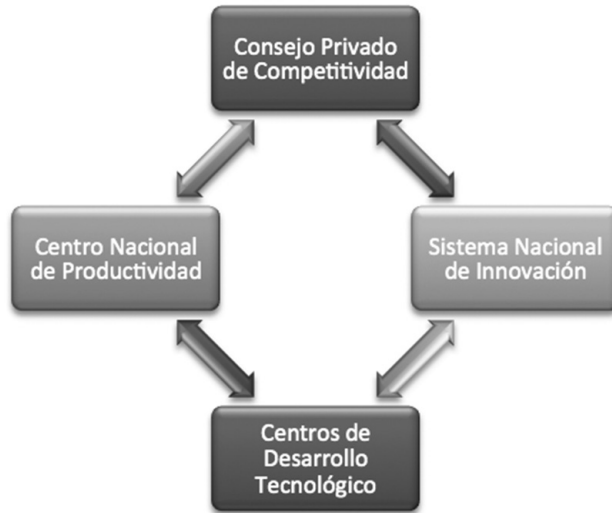 Consejo Privado
de Competitividad
Centro Nacional
de Productividad
Sistema Nacional
de Innovación
Centros de
Desarrollo
Tecnológico